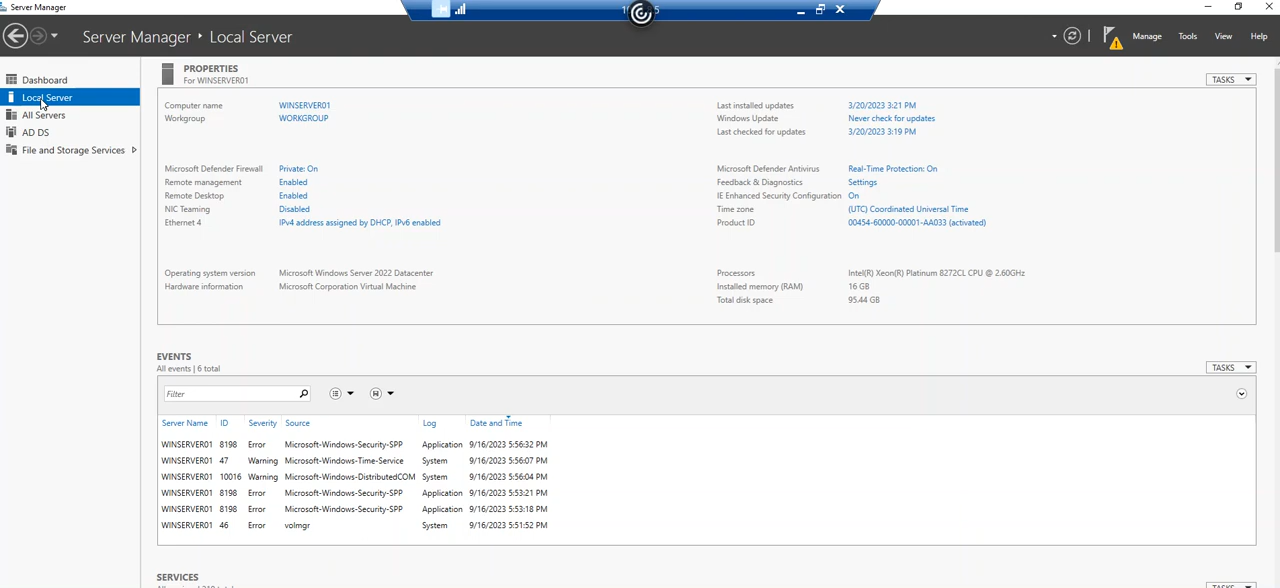 Server Manager
Server Manager ‣ Local Server
Manage Tools View Help
Dashboard
Local Server
All Servers
AD DS
File and Storage Services
PROPERTIES
For WINSERVER01
TASKS
Computer name WINSERVER01 Last installed updates 3/20/2023 3:21 PM
Workgroup WORKGROUP Windows Update Never check for updates
Last checked for updates 3/20/2023 3:19 PM
Microsoft Defender Firewall Private: On Microsoft Defender Antivirus Real-Time Protection: On
Remote management Enabled Feedback & Diagnostics Settings
Remote Desktop Enabled IE Enhanced Security Configuration On
NIC Teaming Disabled Time zone (UTC) Coordinated Universal Time
Ethernet 4 IPv4 address assigned by DHCP, IPv6 enabled Product ID 00454-60000-00001-AA033 (activated)
Operating system version Microsoft Windows Server 2022 Datacenter Processors Intel(R) Xeon(R) Platinum 8272CL CPU @ 2.60GHz
Hardware information Microsoft Corporation Virtual Machine Installed memory (RAM) 16 GB
Total disk space 95.44 GB
EVENTS
All events | 6 total
TASKS
Filter
Server Name ID Severity Source Log Date and Time
WINSERVER01 8198 Error Microsoft-Windows-Security-SPP Application 9/16/2023 5:56:32 PM
WINSERVER01 47 Warning Microsoft-Windows-Time-Service System 9/16/2023 5:56:07 PM
WINSERVER01 10016 Warning Microsoft-Windows-DistributedCOM System 9/16/2023 5:56:04 PM
WINSERVER01 8198 Error Microsoft-Windows-Security-SPP Application 9/16/2023 5:53:21 PM
WINSERVER01 8198 Error Microsoft-Windows-Security-SPP Application 9/16/2023 5:53:18 PM
WINSERVER01 46 Error volmgr System 9/16/2023 5:51:52 PM
SERVICES
TASKS